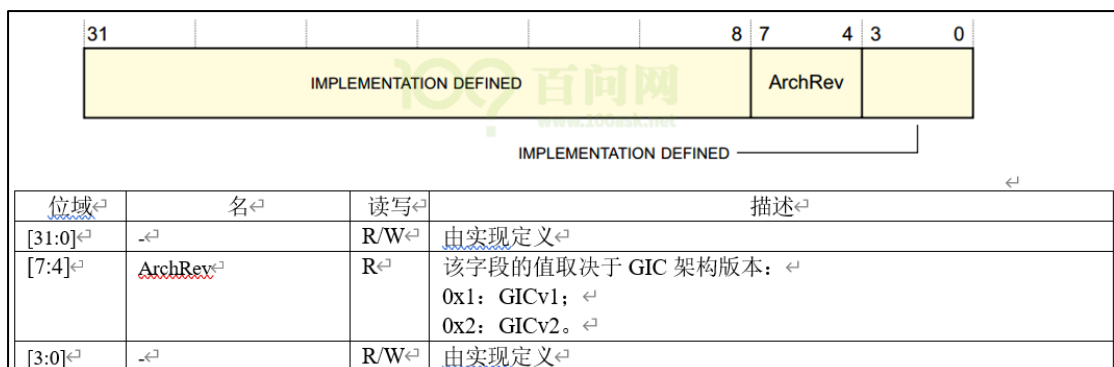 31 8 7 4 3 0
IMPLEMENTATION DEFINED ArchRev
百问网
www.100ask.net
IMPLEMENTATION DEFINED
位域 名 读写 描述
[31:0] - R/W 由实现定义
[7:4] ArchRev R 该字段的值取决于 GIC 架构版本：
0x1：GICv1；
0x2：GICv2。
[3:0] - R/W 由实现定义